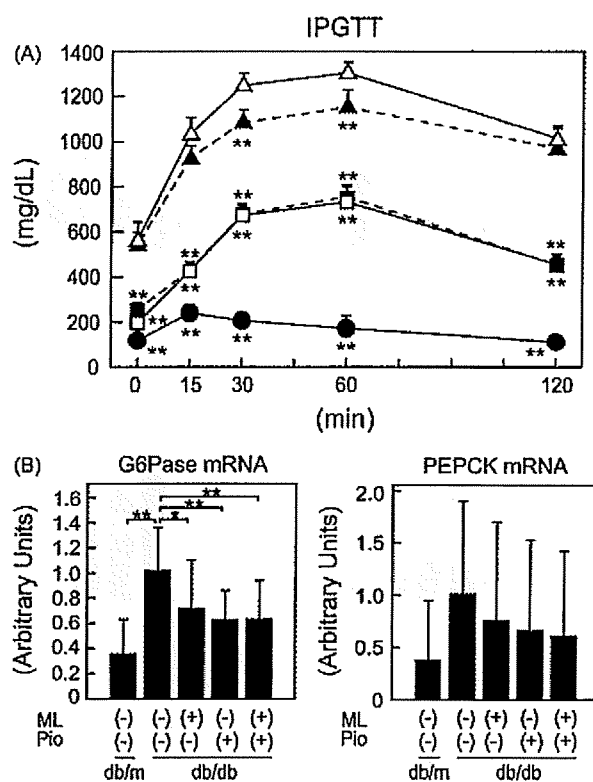 IPGTT
(A)
1400
1200
1000
800
600
400
200
0
(mg/dL)
** **
** **
** **
** ** **
** **
** ** ** **
** ** ** ** **
0 15 30 60 120
(min)
(B) G6Pase mRNA PEPCK mRNA
(Arbitrary Units)
1.6
1.4
1.2
1.0
0.8
0.6
0.4
0.2
0
**
**
** *
(Arbitrary Units)
2.0
1.5
1.0
0.5
0
ML (-) (-) (+) (-) (+)
Pio (-) (-) (-) (+) (+)
db/m db/db
ML (-) (-) (+) (-) (+)
Pio (-) (-) (-) (+) (+)
db/m db/db